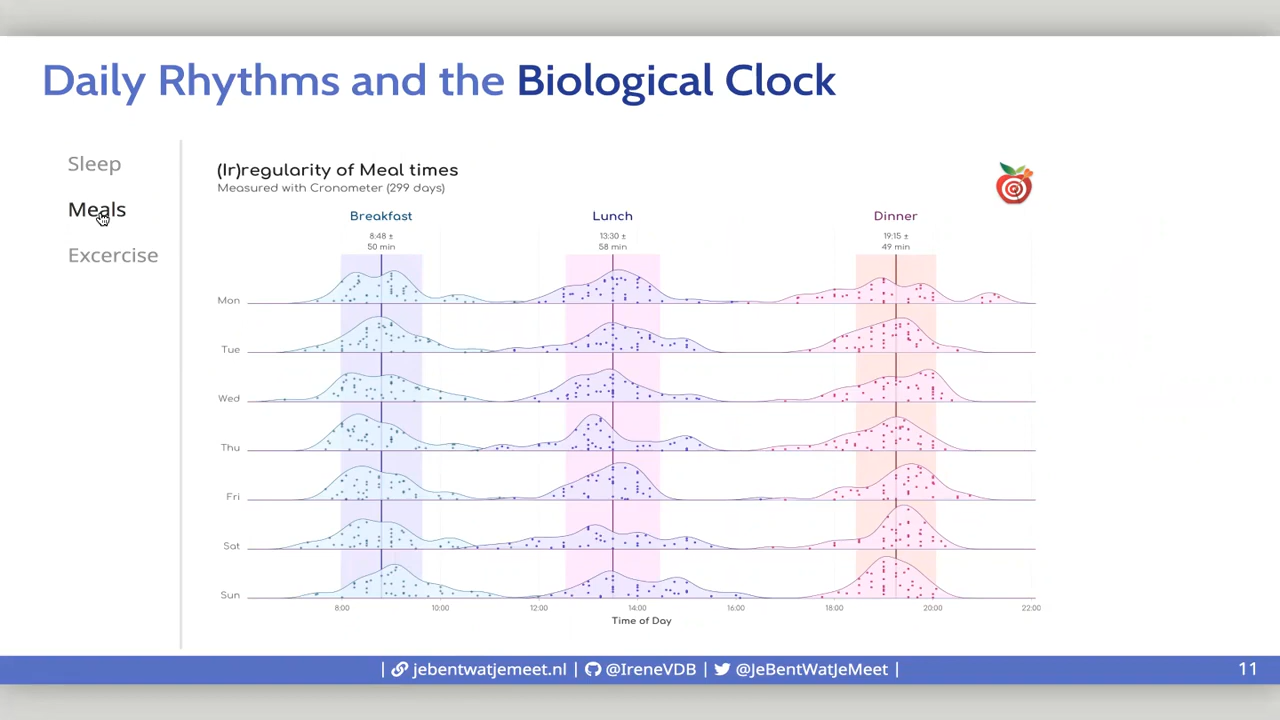 Daily Rhythms and the Biological Clock
Sleep
Meals
Excercise
(Ir)regularity of Meal times
Measured with Cronometer (299 days)
Breakfast
8:48 ±
50 min
Lunch
13:30 ±
58 min
Dinner
19:15 ±
49 min
Mon
Tue
Wed
Thu
Fri
Sat
Sun
8:00 10:00 12:00 14:00 16:00 18:00 20:00 22:00
Time of Day
| jebentwatjemeet.nl | @IreneVDB | @JeBentWatJeMeet |
11